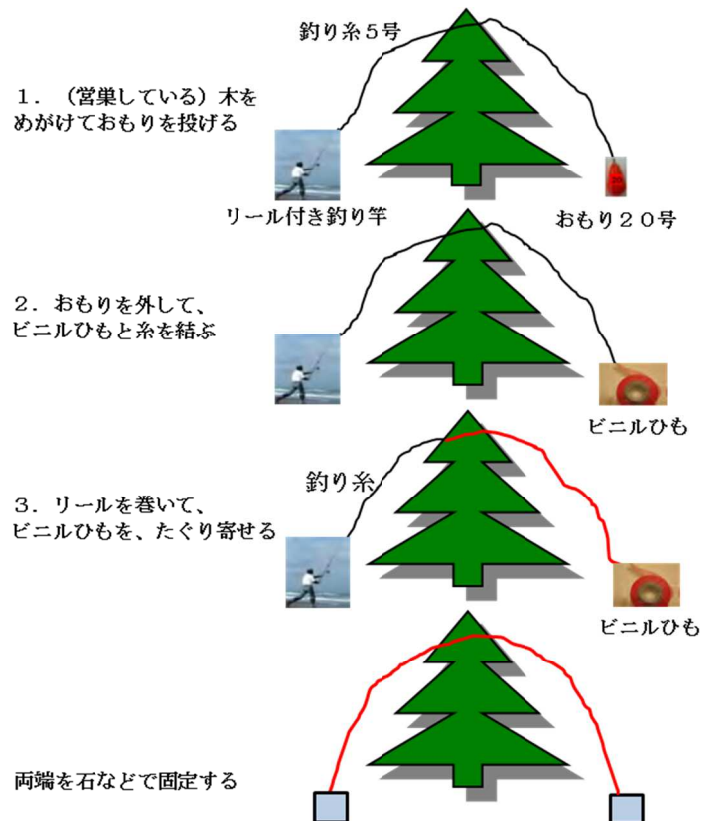 釣り糸５号
１．（営巣している）木を
めがけておもりを投げる
リール付き釣り竿
おもり２０号
２．おもりを外して、
ビニルひもと糸を結ぶ
ビニルひも
釣り糸
３．リールを巻いて、
ビニルひもを、たぐり寄せる
ビニルひも
両端を石などで固定する